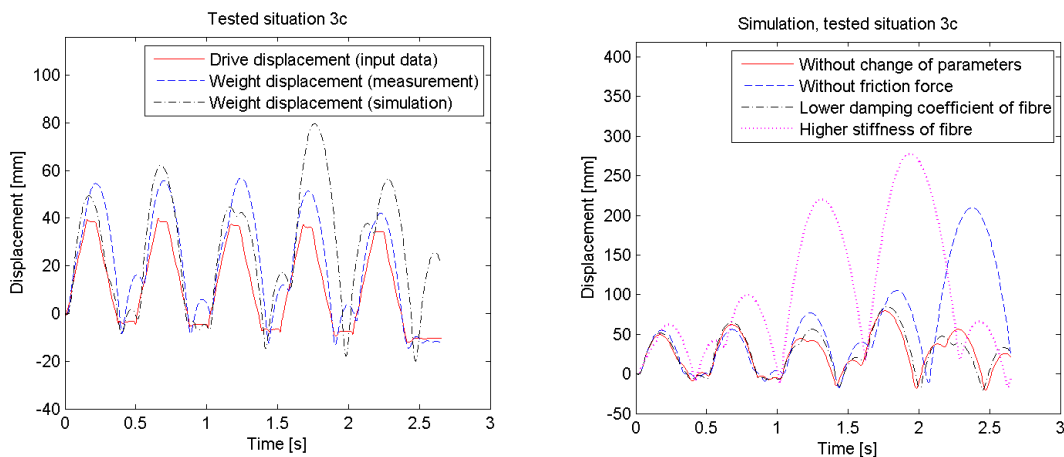 Tested situation 3c
Drive displacement (input data)
Weight displacement (measurement)
Weight displacement (simulation)
Displacement [mm]
100
80
60
40
20
0
-20
-40
0
0.5
1
1.5
2
2.5
3
Time [s]
Simulation, tested situation 3c
Without change of parameters
Without friction force
Lower damping coefficient of fibre
Higher stiffness of fibre
Displacement [mm]
400
350
300
250
200
150
100
50
0
-50
0
0.5
1
1.5
2
2.5
3
Time [s]